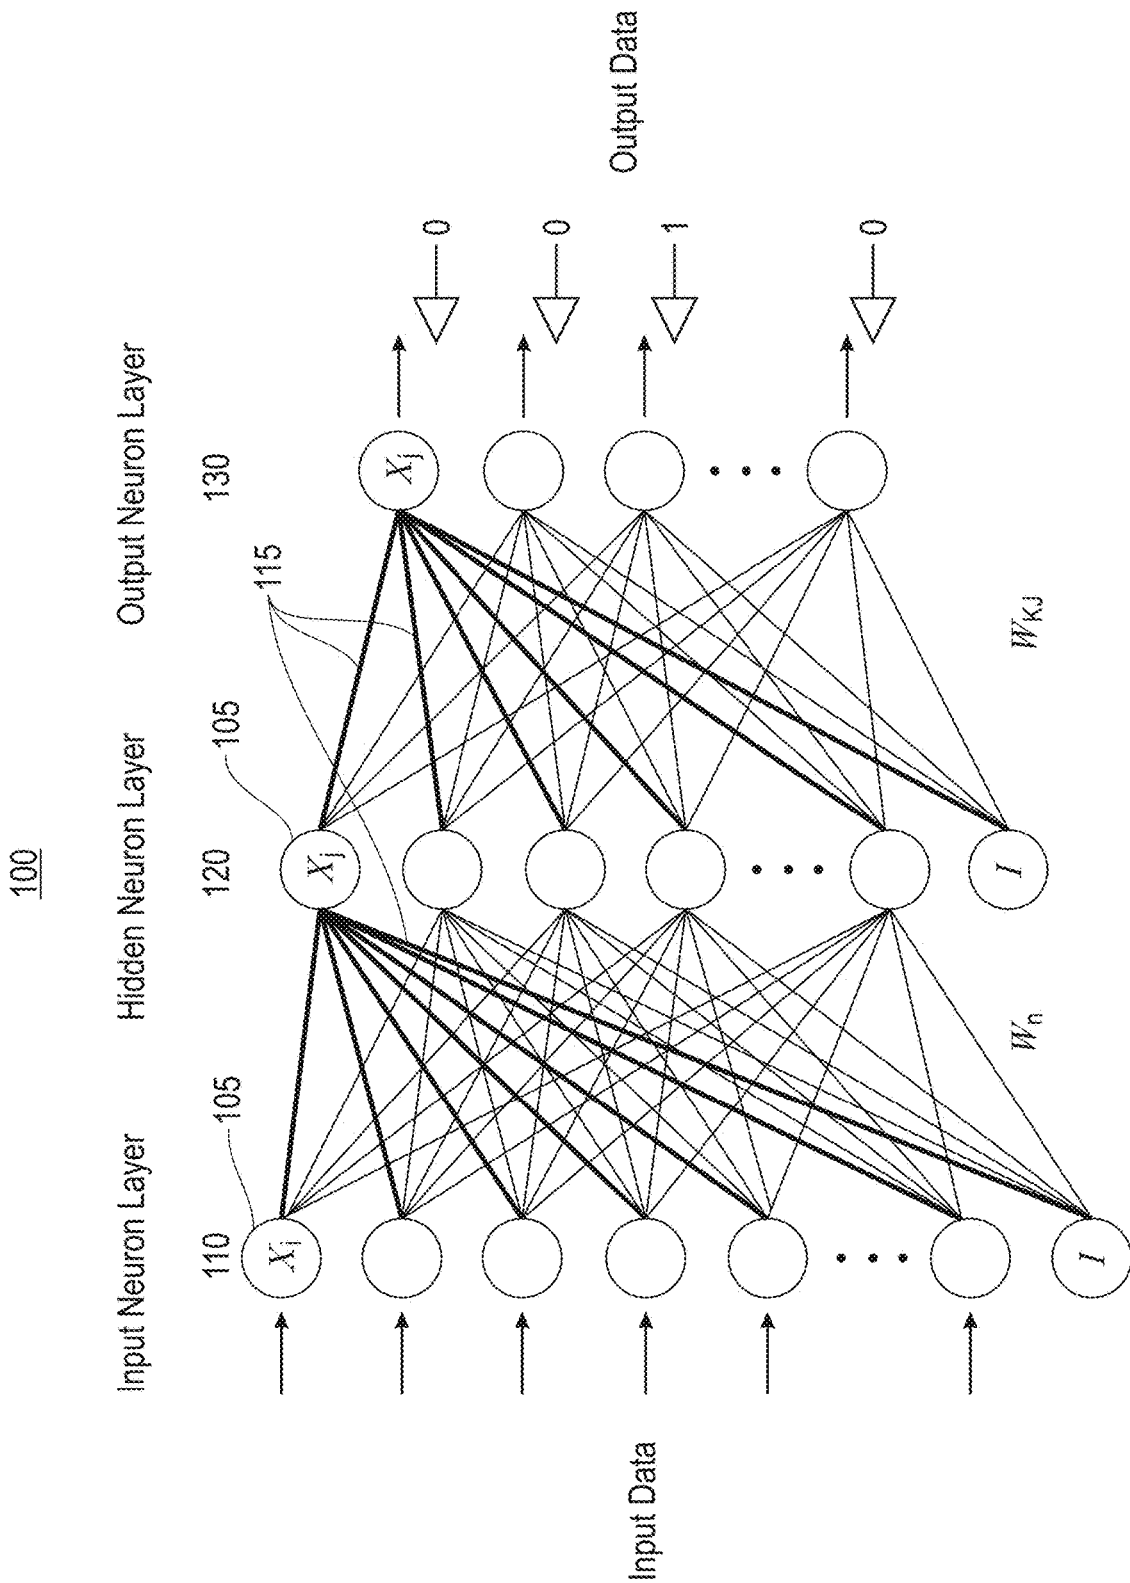 100
Input Neuron Layer
Hidden Neuron Layer
Output Neuron Layer
110
105
120
105
115
130
Input Data
Xi
I
Xj
I
Xj
Wn
WKJ
0
0
1
0
Output Data